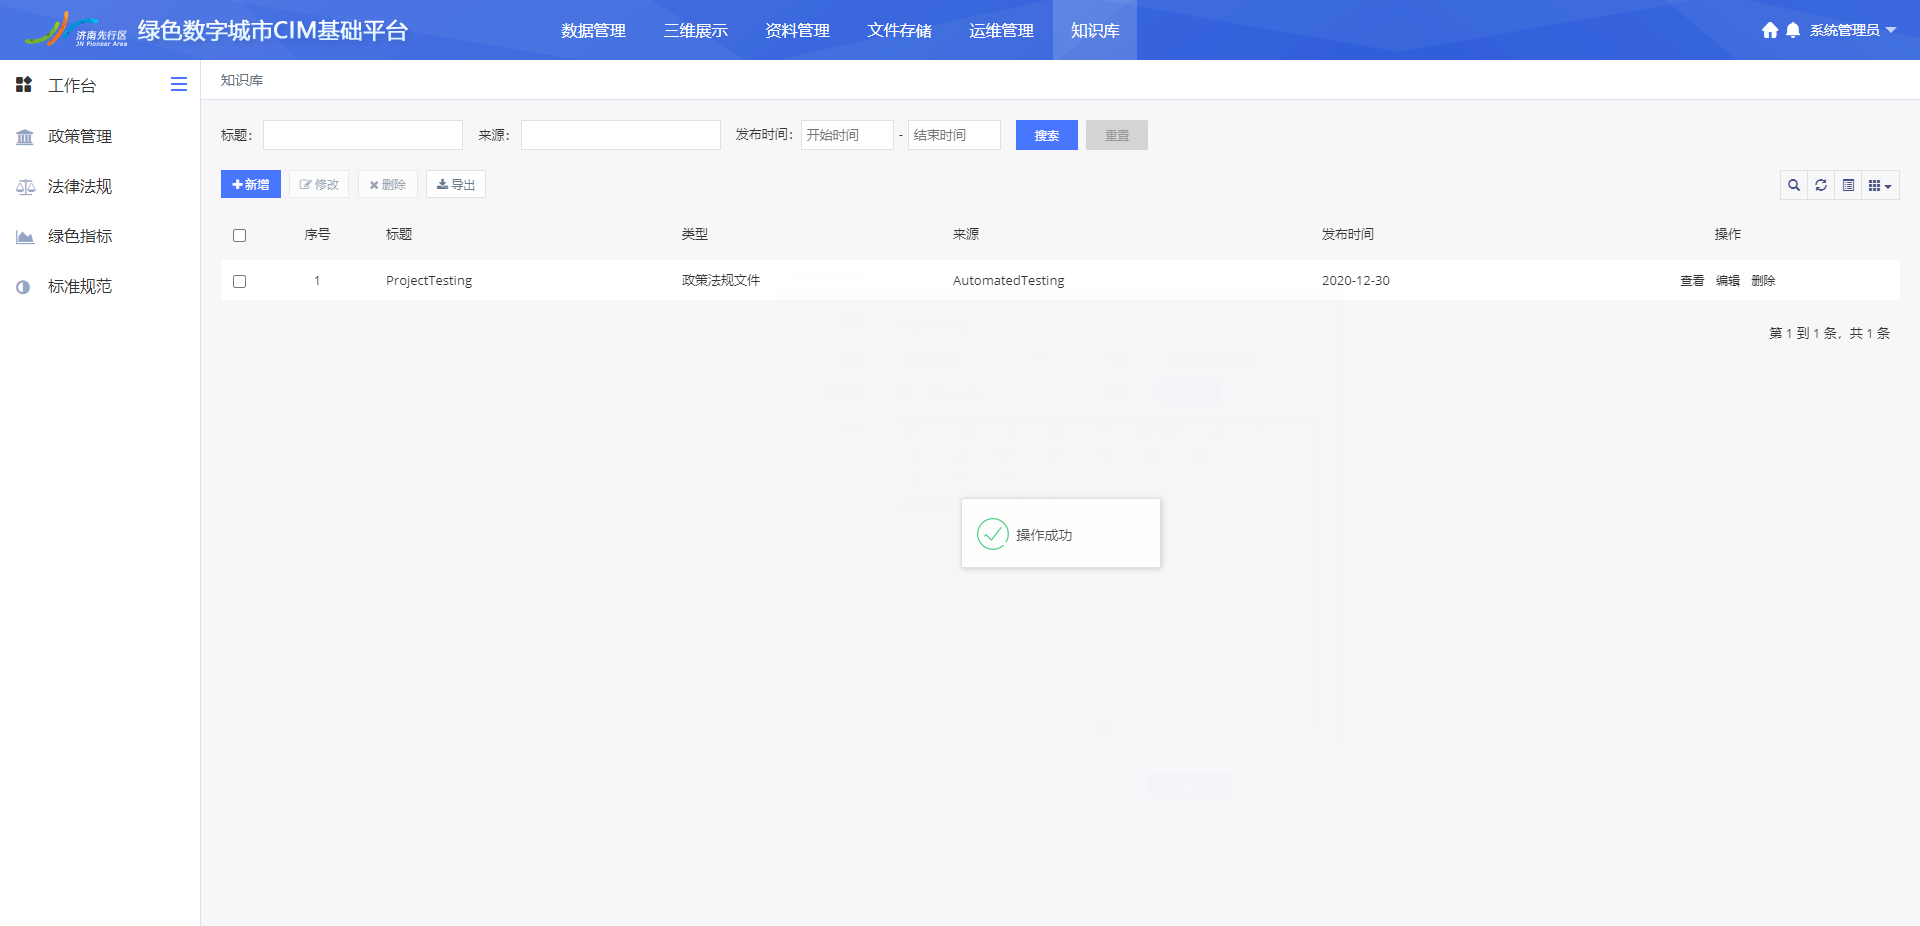 济南先行区
JN Pioneer Area
绿色数字城市CIM基础平台
数据管理 三维展示 资料管理 文件存储 运维管理 知识库
系统管理员
工作台
政策管理
法律法规
绿色指标
标准规范
知识库
标题： 来源： 发布时间： 开始时间 - 结束时间 搜索 重置
新增 修改 删除 导出
序号 标题 类型 来源 发布时间 操作
1 ProjectTesting 政策法规文件 AutomatedTesting 2020-12-30 查看 编辑 删除
第 1 到 1 条，共 1 条
操作成功